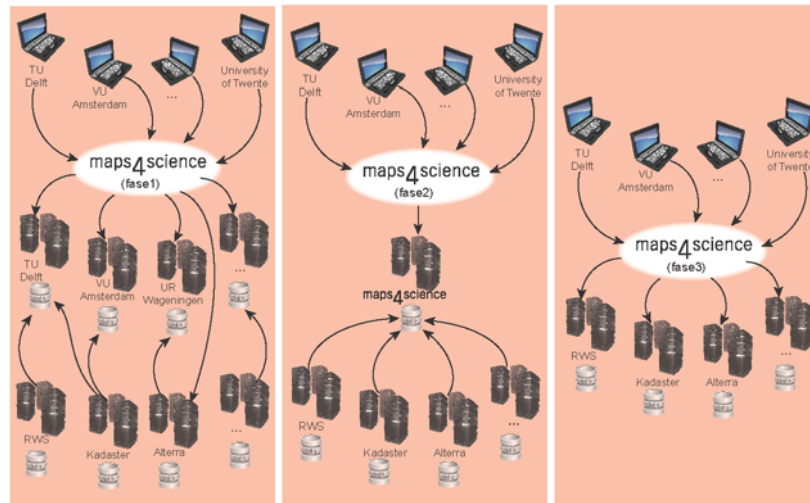 TU
Delft
VU
Amsterdam
...
University
of Twente
maps4science
(fase1)
TU
Delft
VU
Amsterdam
UR
Wageningen
...
RWS
Kadaster
Alterra
...
TU
Delft
VU
Amsterdam
...
University
of Twente
maps4science
(fase2)
maps4science
RWS
Kadaster
Alterra
...
TU
Delft
VU
Amsterdam
...
University
of Twente
maps4science
(fase3)
RWS
Kadaster
Alterra
...